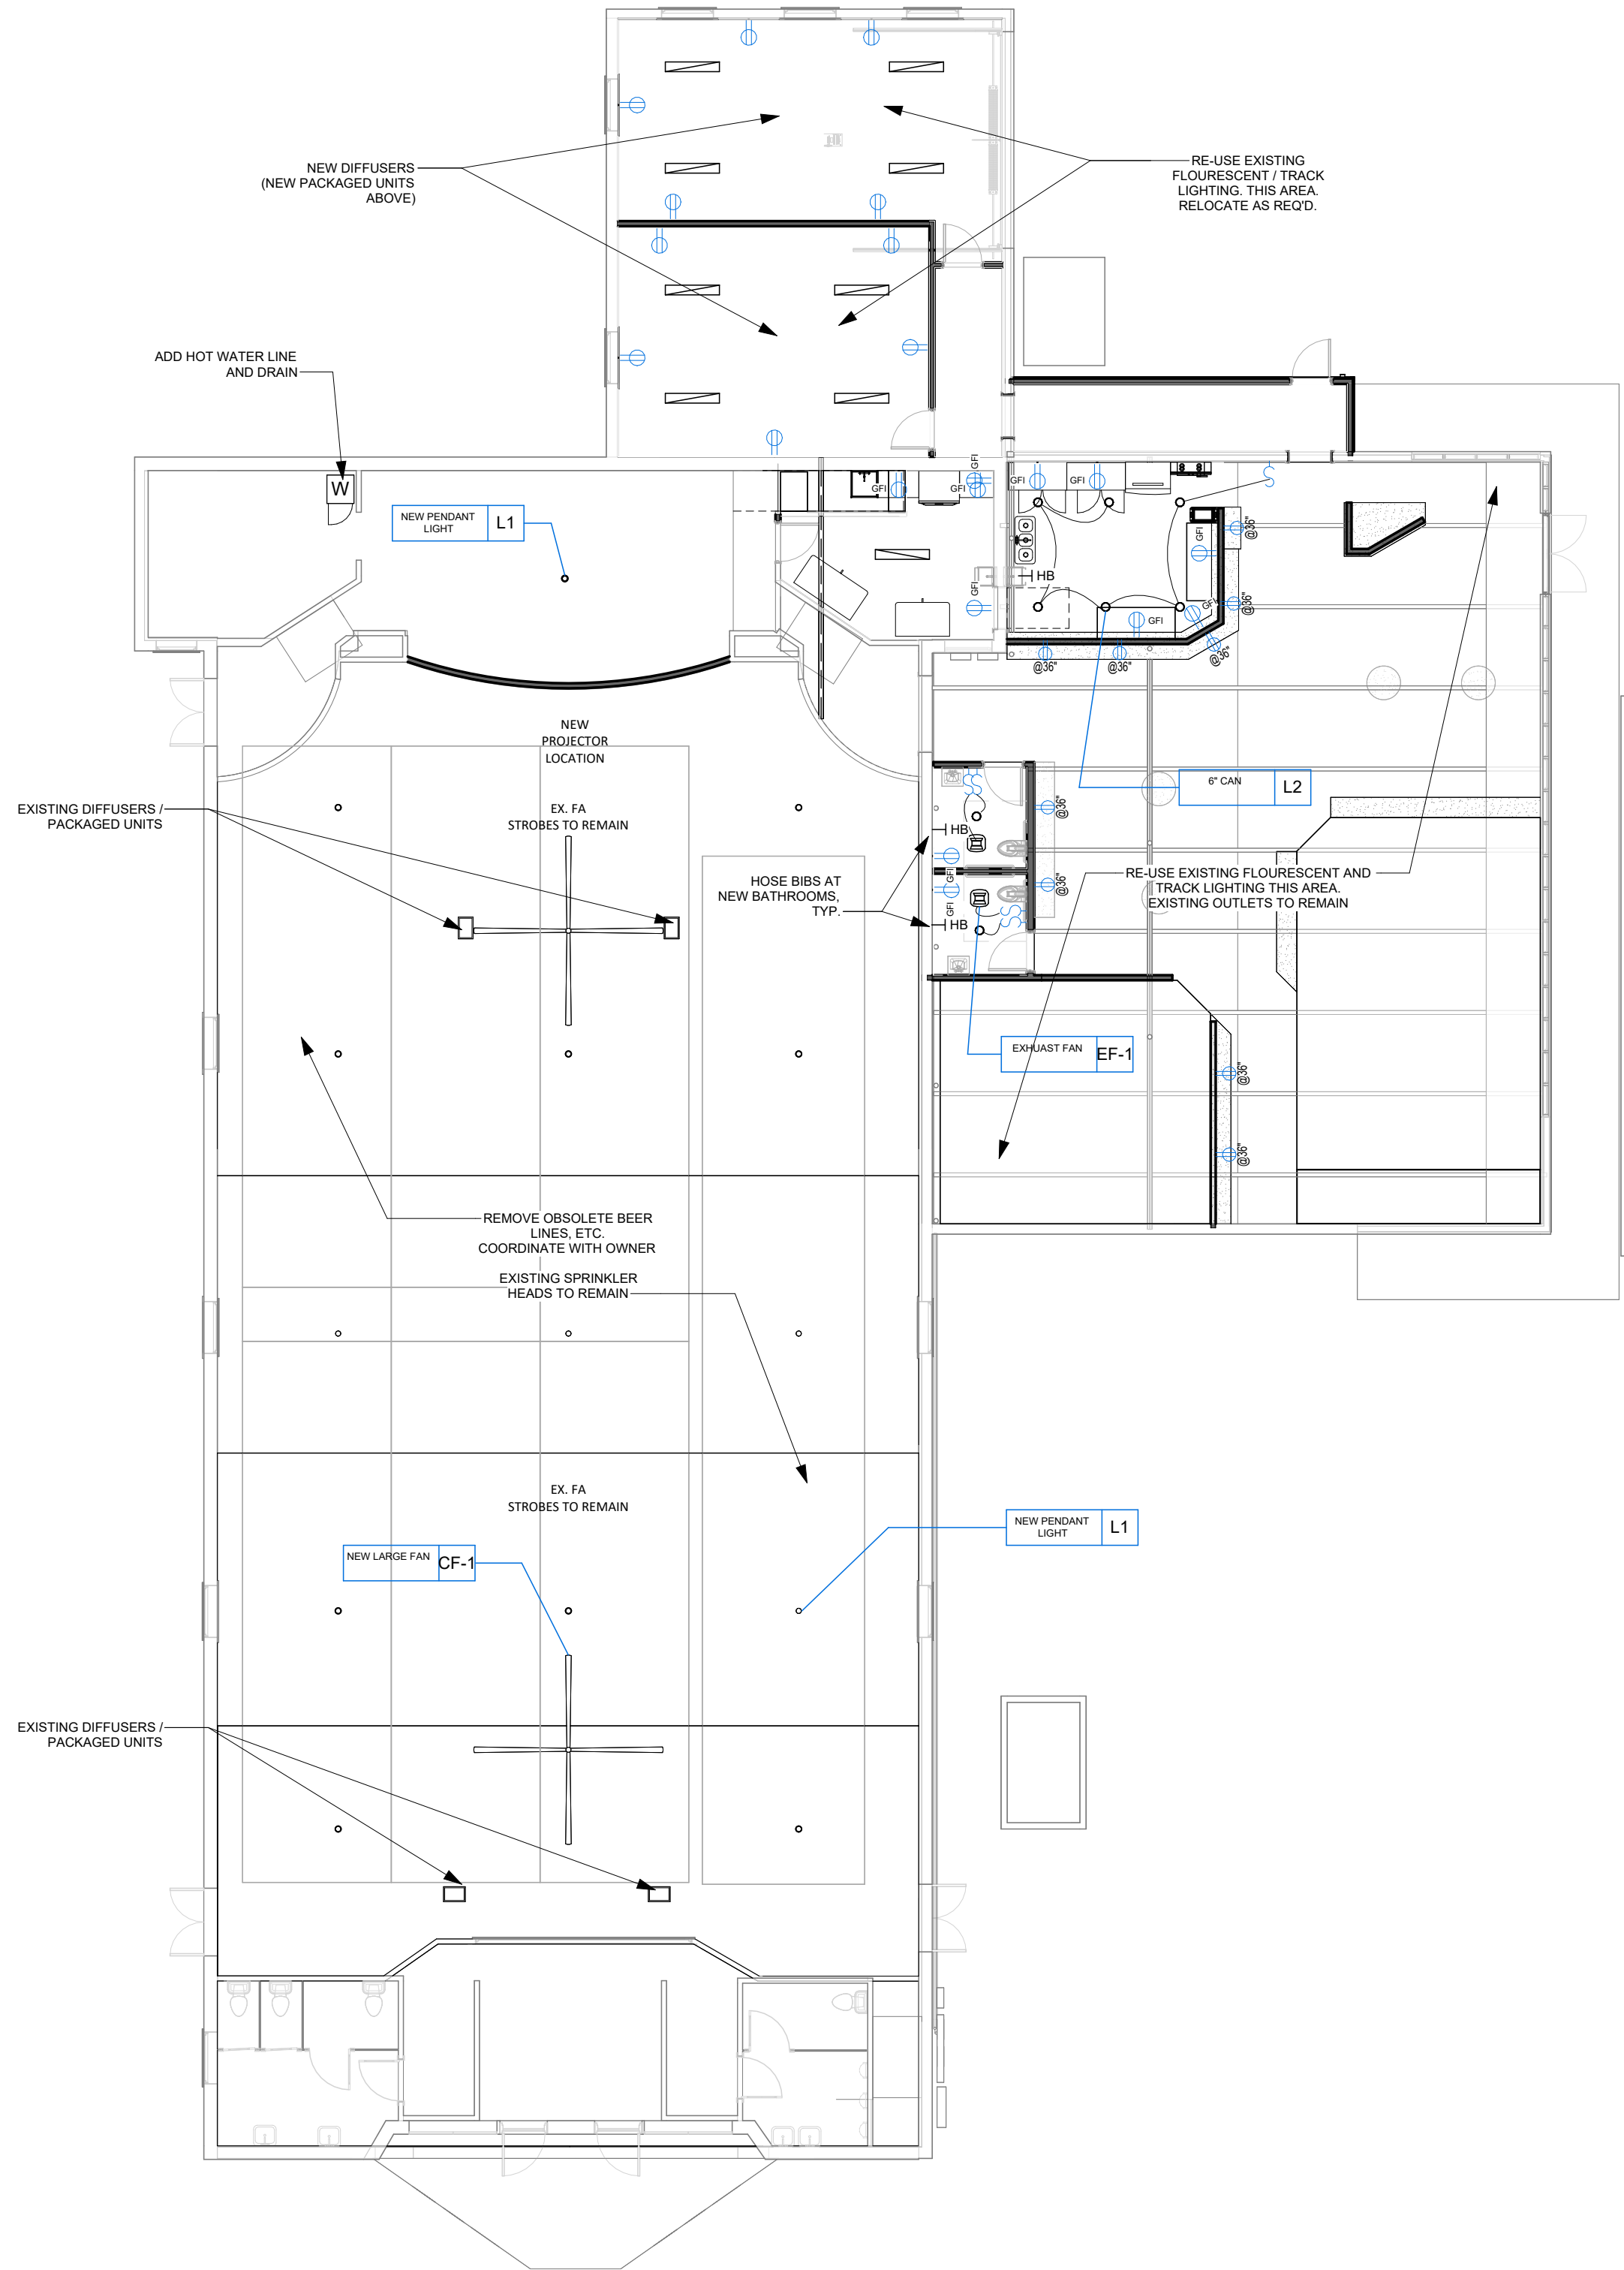 NEW DIFFUSERS
(NEW PACKAGED UNITS
ABOVE)
RE-USE EXISTING
FLOURESCENT / TRACK
LIGHTING. THIS AREA.
RELOCATE AS REQ'D.
ADD HOT WATER LINE
AND DRAIN
W
NEW PENDANT
LIGHT
L1
GFI
GFI
GFI
GFI
GFI
GFI
GFI
GFI
GFI
HB
@36"
@36"
@36"
@36"
@36"
NEW
PROJECTOR
LOCATION
6" CAN
L2
EXISTING DIFFUSERS /
PACKAGED UNITS
EX. FA
STROBES TO REMAIN
HB
GFI
@36"
HOSE BIBS AT
NEW BATHROOMS,
TYP.
GFI
HB
@36"
RE-USE EXISTING FLOURESCENT AND
TRACK LIGHTING THIS AREA.
EXISTING OUTLETS TO REMAIN
EXHUAST FAN
EF-1
@36"
@36"
REMOVE OBSOLETE BEER
LINES, ETC.
COORDINATE WITH OWNER
EXISTING SPRINKLER
HEADS TO REMAIN
EX. FA
STROBES TO REMAIN
NEW PENDANT
LIGHT
L1
NEW LARGE FAN
CF-1
EXISTING DIFFUSERS /
PACKAGED UNITS